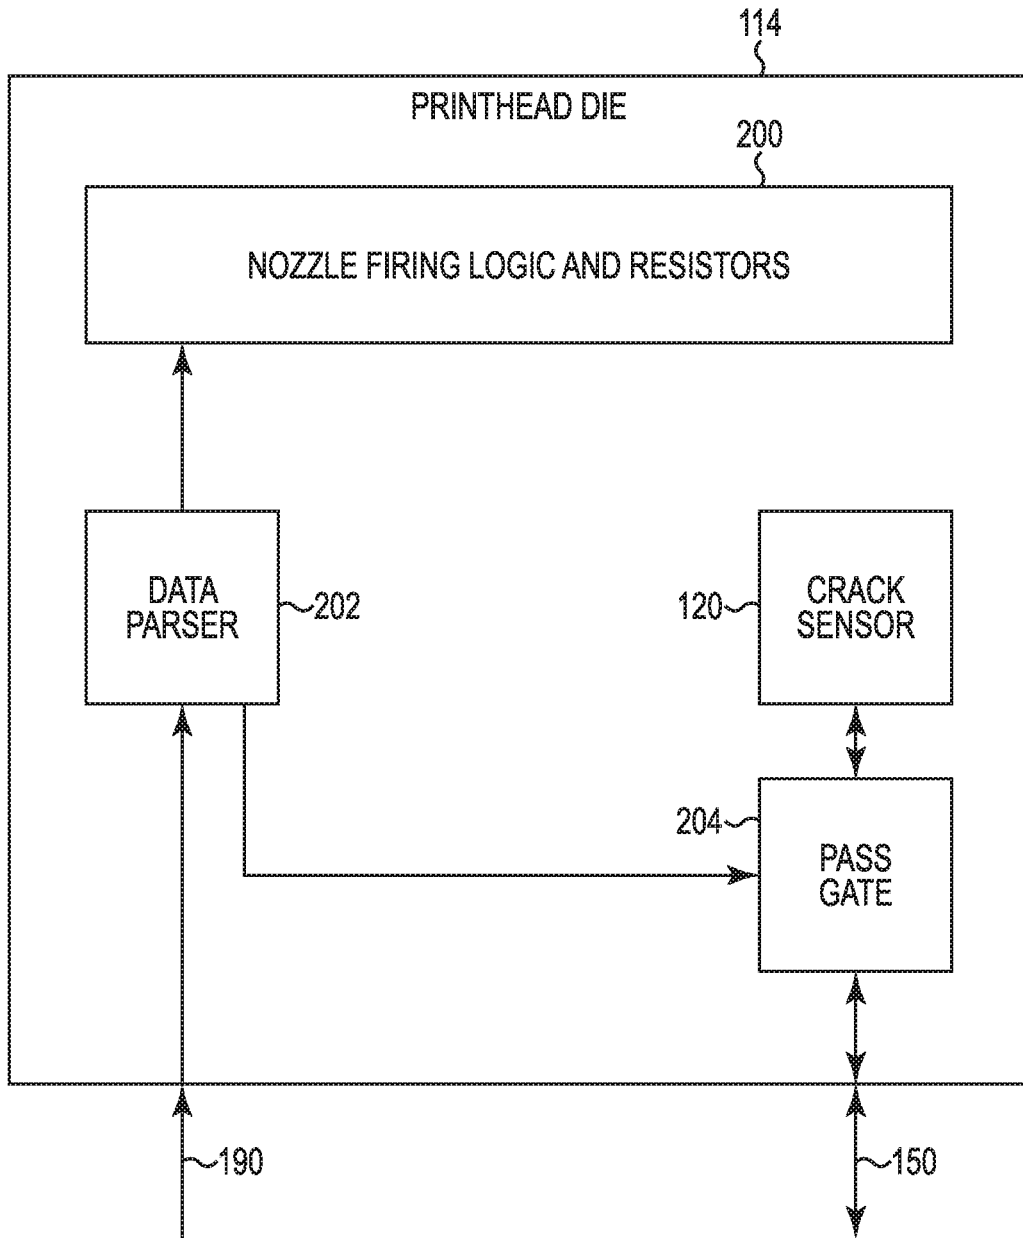 114
PRINTHEAD DIE
200
NOZZLE FIRING LOGIC AND RESISTORS
DATA
PARSER
202
120
CRACK
SENSOR
204
PASS
GATE
190
150